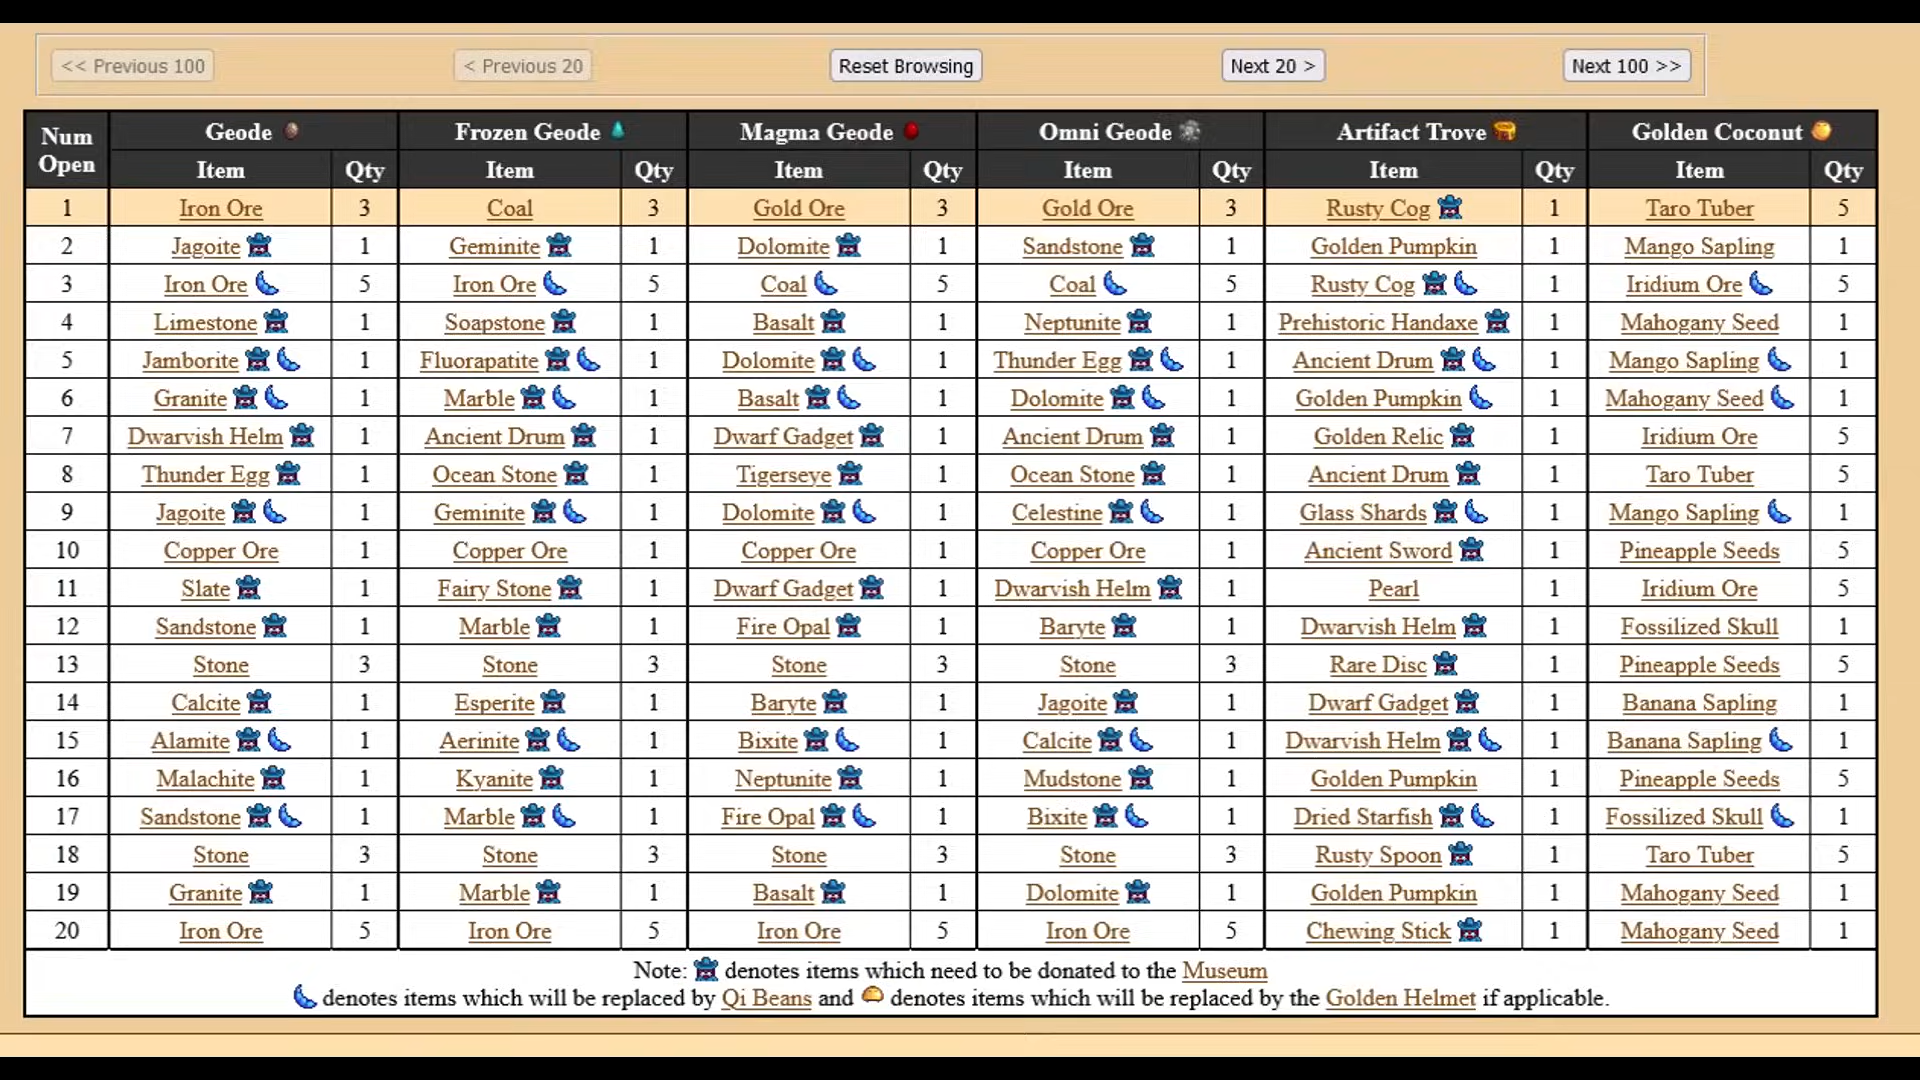 << Previous 100 < Previous 20 Reset Browsing Next 20 > Next 100 >>
Num Open Geode Frozen Geode Magma Geode Omni Geode Artifact Trove Golden Coconut
Item Qty Item Qty Item Qty Item Qty Item Qty Item Qty
1 Iron Ore 3 Coal 3 Gold Ore 3 Gold Ore 3 Rusty Cog 1 Taro Tuber 5
2 Jagoite 1 Geminite 1 Dolomite 1 Sandstone 1 Golden Pumpkin 1 Mango Sapling 1
3 Iron Ore 5 Iron Ore 5 Coal 5 Coal 5 Rusty Cog 1 Iridium Ore 5
4 Limestone 1 Soapstone 1 Basalt 1 Neptunite 1 Prehistoric Handaxe 1 Mahogany Seed 1
5 Jamborite 1 Fluorapatite 1 Dolomite 1 Thunder Egg 1 Ancient Drum 1 Mango Sapling 1
6 Granite 1 Marble 1 Basalt 1 Dolomite 1 Golden Pumpkin 1 Mahogany Seed 1
7 Dwarvish Helm 1 Ancient Drum 1 Dwarf Gadget 1 Ancient Drum 1 Golden Relic 1 Iridium Ore 5
8 Thunder Egg 1 Ocean Stone 1 Tigerseye 1 Ocean Stone 1 Ancient Drum 1 Taro Tuber 5
9 Jagoite 1 Geminite 1 Dolomite 1 Celestine 1 Glass Shards 1 Mango Sapling 1
10 Copper Ore 1 Copper Ore 1 Copper Ore 1 Copper Ore 1 Ancient Sword 1 Pineapple Seeds 5
11 Slate 1 Fairy Stone 1 Dwarf Gadget 1 Dwarvish Helm 1 Pearl 1 Iridium Ore 5
12 Sandstone 1 Marble 1 Fire Opal 1 Baryte 1 Dwarvish Helm 1 Fossilized Skull 1
13 Stone 3 Stone 3 Stone 3 Stone 3 Rare Disc 1 Pineapple Seeds 5
14 Calcite 1 Esperite 1 Baryte 1 Jagoite 1 Dwarf Gadget 1 Banana Sapling 1
15 Alamite 1 Aerinite 1 Bixite 1 Calcite 1 Dwarvish Helm 1 Banana Sapling 1
16 Malachite 1 Kyanite 1 Neptunite 1 Mudstone 1 Golden Pumpkin 1 Pineapple Seeds 5
17 Sandstone 1 Marble 1 Fire Opal 1 Bixite 1 Dried Starfish 1 Fossilized Skull 1
18 Stone 3 Stone 3 Stone 3 Stone 3 Rusty Spoon 1 Taro Tuber 5
19 Granite 1 Marble 1 Basalt 1 Dolomite 1 Golden Pumpkin 1 Mahogany Seed 1
20 Iron Ore 5 Iron Ore 5 Iron Ore 5 Iron Ore 5 Chewing Stick 1 Mahogany Seed 1
Note: denotes items which need to be donated to the Museum
denotes items which will be replaced by Qi Beans and denotes items which will be replaced by the Golden Helmet if applicable.